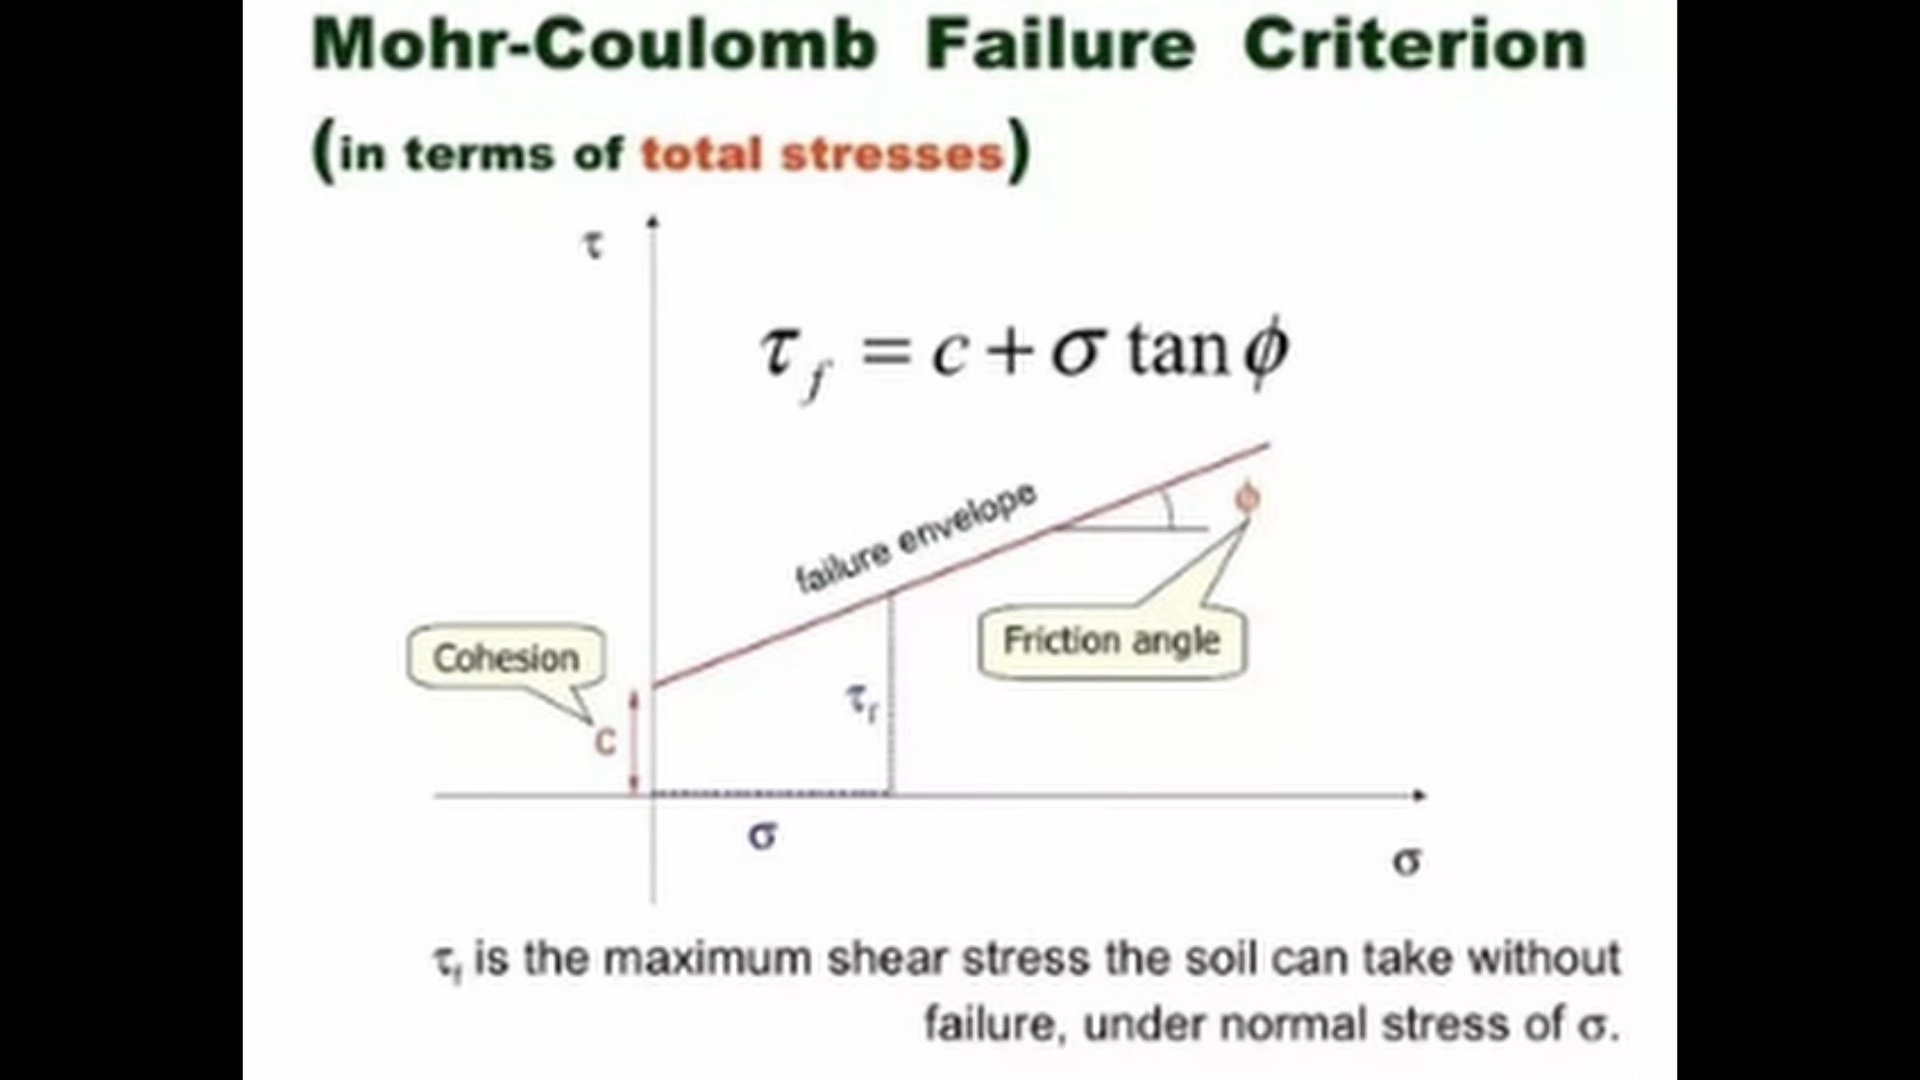 Mohr-Coulomb Failure Criterion
(in terms of total stresses)
τ
τf = c + σ tan ϕ
failure envelope
ϕ
Friction angle
Cohesion
τf
c
σ
σ
τf is the maximum shear stress the soil can take without
failure, under normal stress of σ.